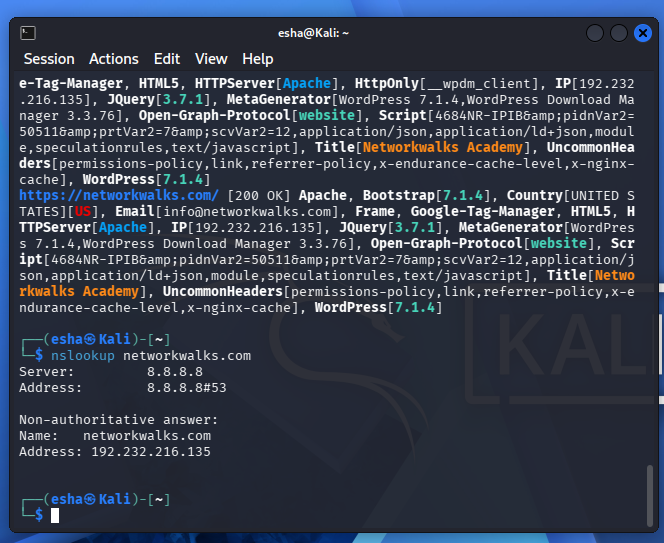 esha@Kali: ~
Session Actions Edit View Help
e-Tag-Manager, HTML5, HTTPServer[Apache], HttpOnly[__wpdm_client], IP[192.232
.216.135], JQuery[3.7.1], MetaGenerator[WordPress 7.1.4,WordPress Download Ma
nager 3.3.76], Open-Graph-Protocol[website], Script[4684NR-IPIB&amp;pidnVar2=
50511&amp;prtVar2=7&amp;scvVar2=12,application/json,application/ld+json,modul
e,speculationrules,text/javascript], Title[Networkwalks Academy], UncommonHea
ders[permissions-policy,link,referrer-policy,x-endurance-cache-level,x-nginx-
cache], WordPress[7.1.4]
https://networkwalks.com/ [200 OK] Apache, Bootstrap[7.1.4], Country[UNITED S
TATES][US], Email[info@networkwalks.com], Frame, Google-Tag-Manager, HTML5, H
TTPServer[Apache], IP[192.232.216.135], JQuery[3.7.1], MetaGenerator[WordPres
s 7.1.4,WordPress Download Manager 3.3.76], Open-Graph-Protocol[website], Scr
ipt[4684NR-IPIB&amp;pidnVar2=50511&amp;prtVar2=7&amp;scvVar2=12,application/j
son,application/ld+json,module,speculationrules,text/javascript], Title[Netwo
rkwalks Academy], UncommonHeaders[permissions-policy,link,referrer-policy,x-e
ndurance-cache-level,x-nginx-cache], WordPress[7.1.4]
┌──(esha㉿Kali)-[~]
└─$ nslookup networkwalks.com
Server: 8.8.8.8
Address: 8.8.8.8#53
Non-authoritative answer:
Name: networkwalks.com
Address: 192.232.216.135
┌──(esha㉿Kali)-[~]
└─$
KALI